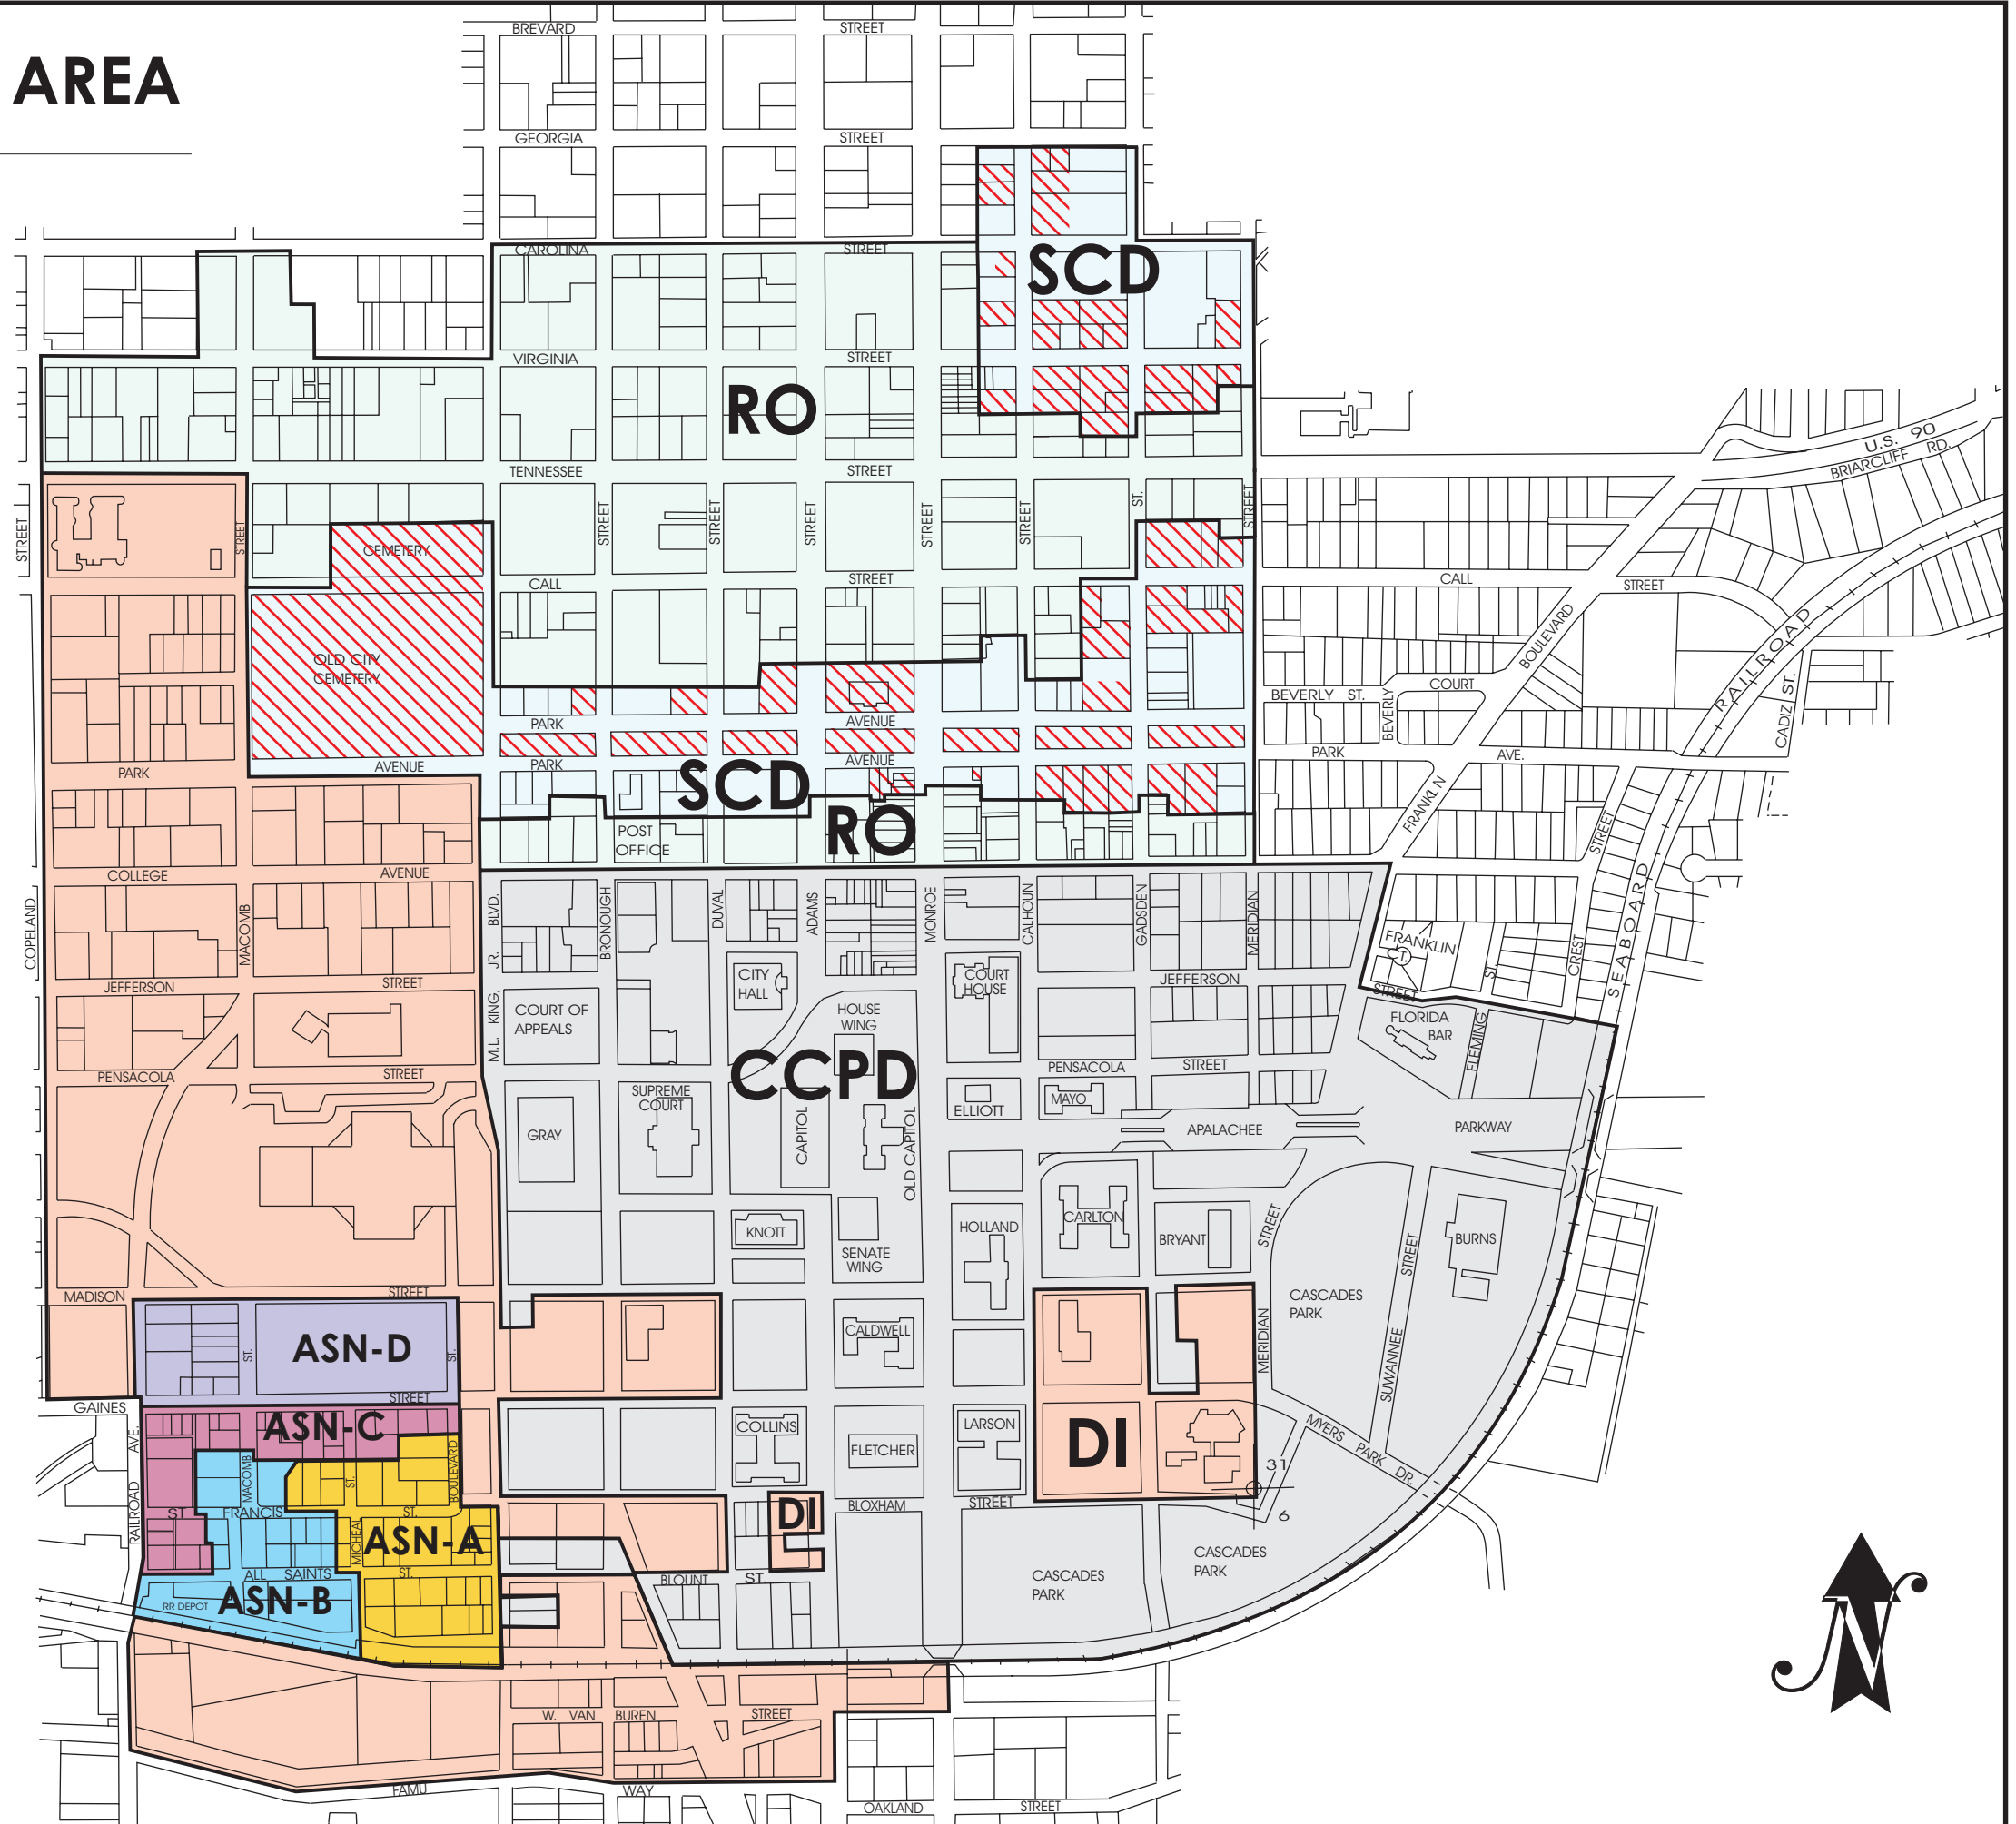 AREA
BREVARD STREET
GEORGIA STREET
CAROLINA STREET
SCD
VIRGINIA STREET
RO
TENNESSEE STREET
U.S. 90
BRIARCLIFF RD.
STREET
STREET
STREET
STREET
STREET
STREET
STREET
ST.
STREET
CEMETERY
CALL STREET
CALL STREET
OLD CITY
CEMETERY
BOULEVARD
RAILROAD
CADIZ ST.
BEVERLY ST.
BEVERLY
COURT
PARK AVENUE
PARK AVENUE
PARK AVE.
PARK AVENUE
SCD
RO
POST
OFFICE
FRANKLN
STREET
COLLEGE AVENUE
COPELAND
MACOMB
M.L. KING, JR. BLVD.
BRONOUGH
DUVAL
ADAMS
MONROE
CALHOUN
GADSDEN
MERIDIAN
FRANKLIN
CT.
ST.
CREST
SEABOARD
JEFFERSON STREET
JEFFERSON STREET
CITY
HALL
COURT
HOUSE
COURT OF
APPEALS
HOUSE
WING
FLORIDA
BAR
FLEMING
CCPD
PENSACOLA STREET
PENSACOLA STREET
SUPREME
COURT
ELLIOTT
MAYO
GRAY
CAPITOL
OLD CAPITOL
APALACHEE PARKWAY
KNOTT
SENATE
WING
HOLLAND
CARLTON
BRYANT
STREET
STREET
BURNS
MADISON STREET
CASCADES
PARK
ASN-D
ST.
ST.
CALDWELL
MERIDIAN
SUWANNEE
GAINES STREET
ASN-C
COLLINS
FLETCHER
LARSON
DI
MYERS PARK DR.
31
6
RAILROAD AVE.
MACOMB
ST.
BOULEVARD
ST FRANCIS ST.
DI
BLOXHAM STREET
MICHEAL
ASN-A
ALL SAINTS ST.
BLOUNT ST.
CASCADES
PARK
CASCADES
PARK
RR DEPOT
ASN-B
N
W. VAN BUREN STREET
FAMU WAY
OAKLAND STREET